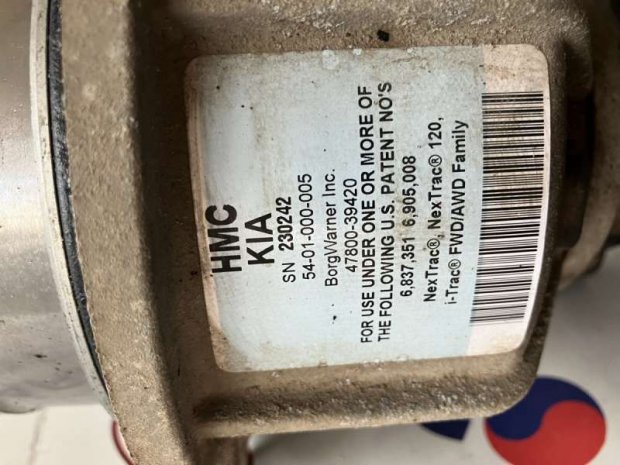 HMC
KIA
SN 230242
54-01-000-005
BorgWarner Inc.
47800-39420
FOR USE UNDER ONE OR MORE OF
THE FOLLOWING U.S. PATENT NO'S
6,837,351 6,905,008
NexTrac®, NexTrac® 120,
i-Trac® FWD/AWD Family